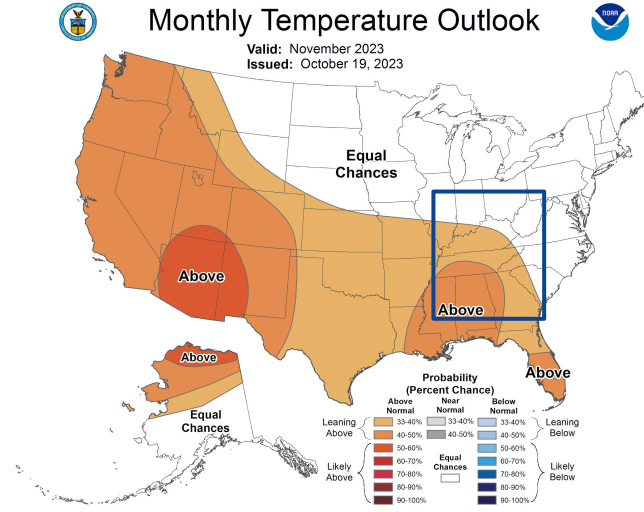 Monthly Temperature Outlook
NOAA
Valid: November 2023
Issued: October 19, 2023
Equal
Chances
Above
Above
Above
Above
Equal
Chances
Probability
(Percent Chance)
Above
Normal
Near
Normal
Below
Normal
Leaning
Above
33-40%
40-50%
50-60%
60-70%
70-80%
80-90%
90-100%
Likely
Above
33-40%
40-50%
Equal
Chances
33-40%
40-50%
50-60%
60-70%
70-80%
80-90%
90-100%
Leaning
Below
Likely
Below